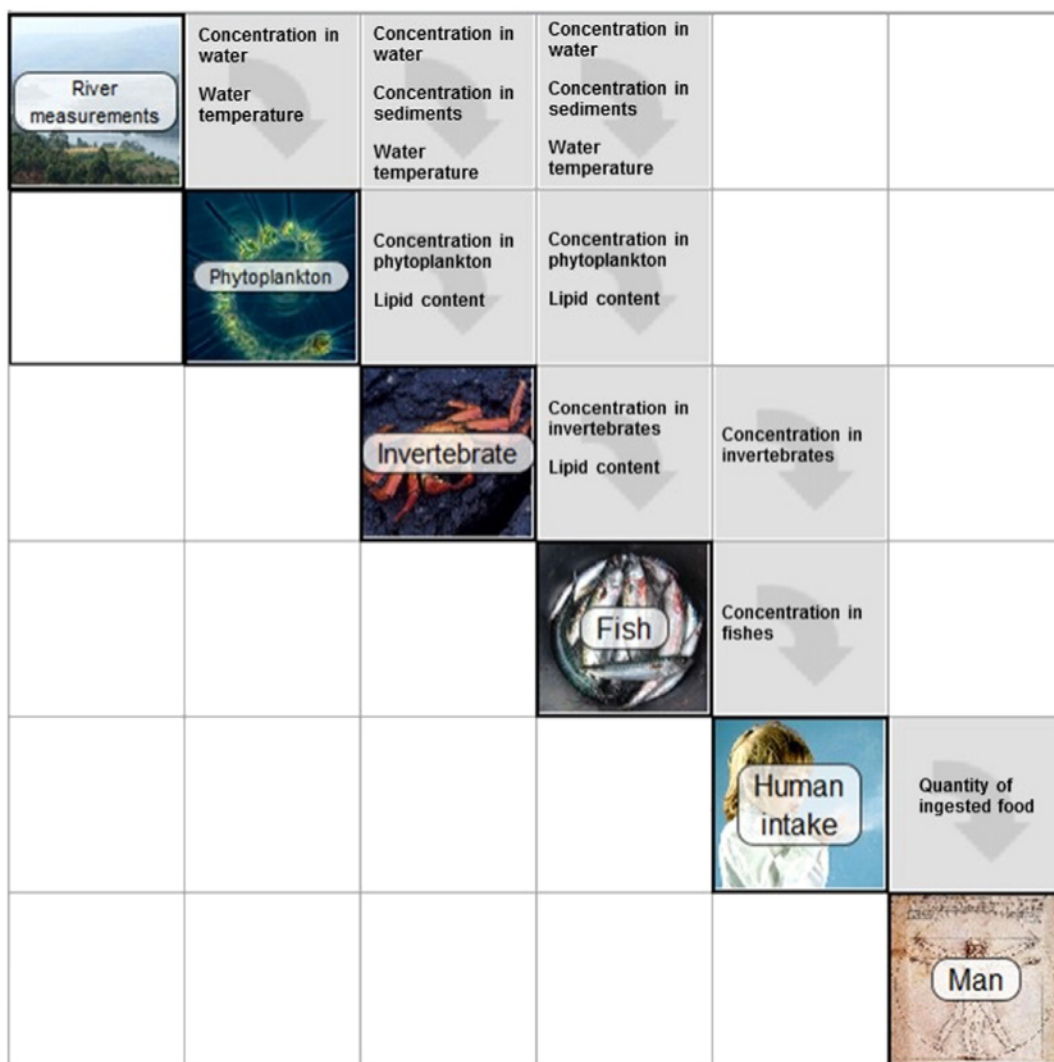 River
measurements
Concentration in
water
Water
temperature
Concentration in
water
Concentration in
sediments
Water
temperature
Concentration in
water
Concentration in
sediments
Water
temperature
Phytoplankton
Concentration in
phytoplankton
Lipid content
Concentration in
phytoplankton
Lipid content
Invertebrate
Concentration in
invertebrates
Lipid content
Concentration in
invertebrates
Fish
Concentration in
fishes
Human
intake
Quantity of
ingested food
Man